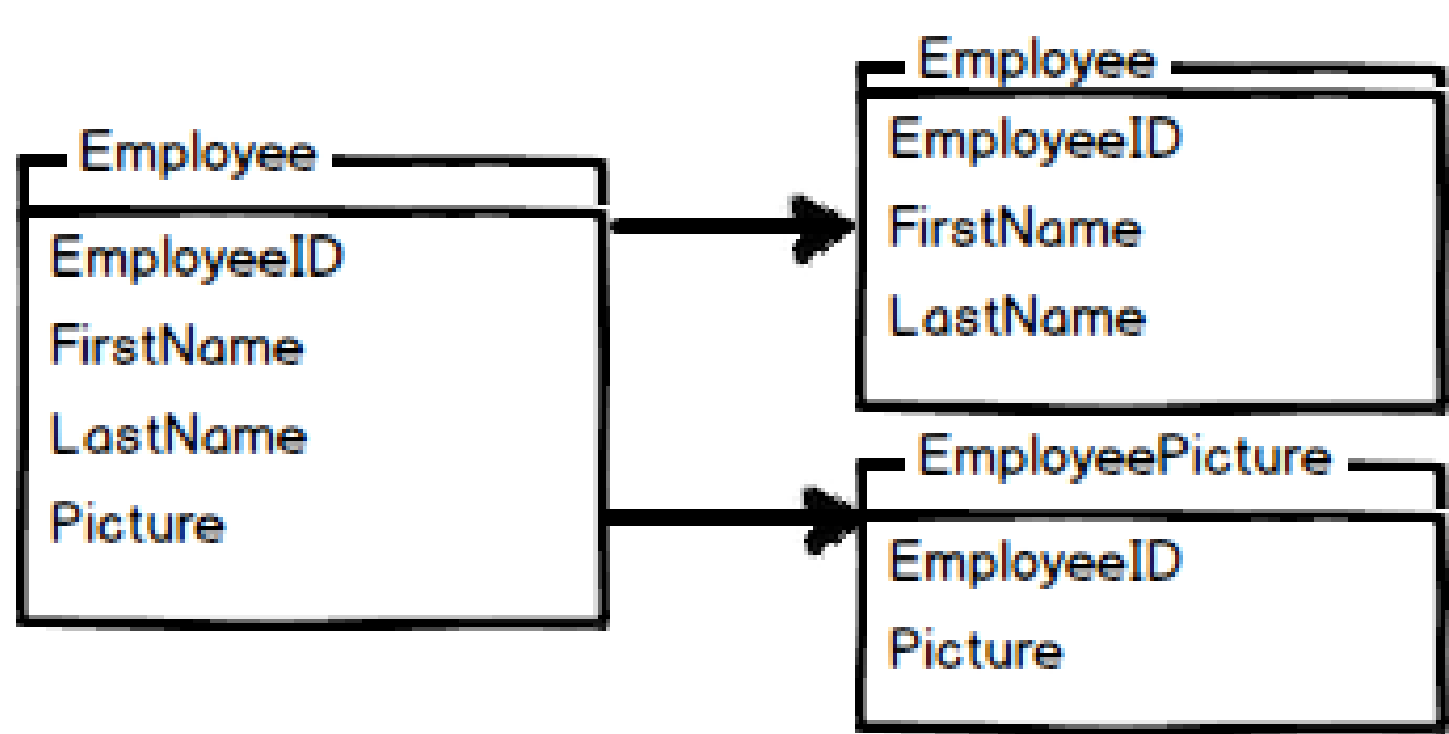 Employee
EmployeeID
FirstName
LastName
Picture
Employee
EmployeeID
FirstName
LastName
EmployeePicture
EmployeeID
Picture